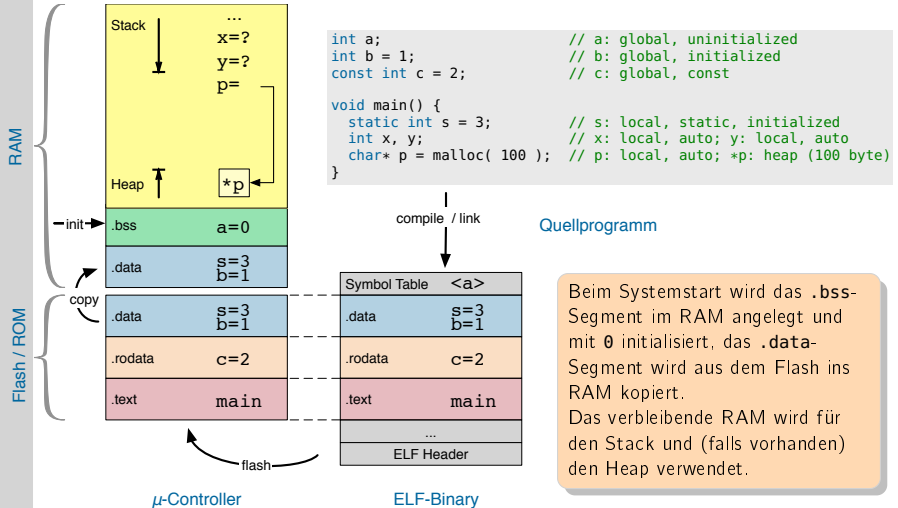 RAM
Flash / ROM
Stack
...
x=?
y=?
p=
Heap
*p
init
.bss
a=0
.data
s=3
b=1
copy
.data
s=3
b=1
.rodata
c=2
.text
main
flash
μ-Controller
int a; // a: global, uninitialized
int b = 1; // b: global, initialized
const int c = 2; // c: global, const
void main() {
static int s = 3; // s: local, static, initialized
int x, y; // x: local, auto; y: local, auto
char* p = malloc( 100 ); // p: local, auto; *p: heap (100 byte)
}
compile / link
Quellprogramm
Symbol Table <a>
.data
s=3
b=1
.rodata
c=2
.text
main
...
ELF Header
ELF-Binary
Beim Systemstart wird das .bss-
Segment im RAM angelegt und
mit 0 initialisiert, das .data-
Segment wird aus dem Flash ins
RAM kopiert.
Das verbleibende RAM wird für
den Stack und (falls vorhanden)
den Heap verwendet.